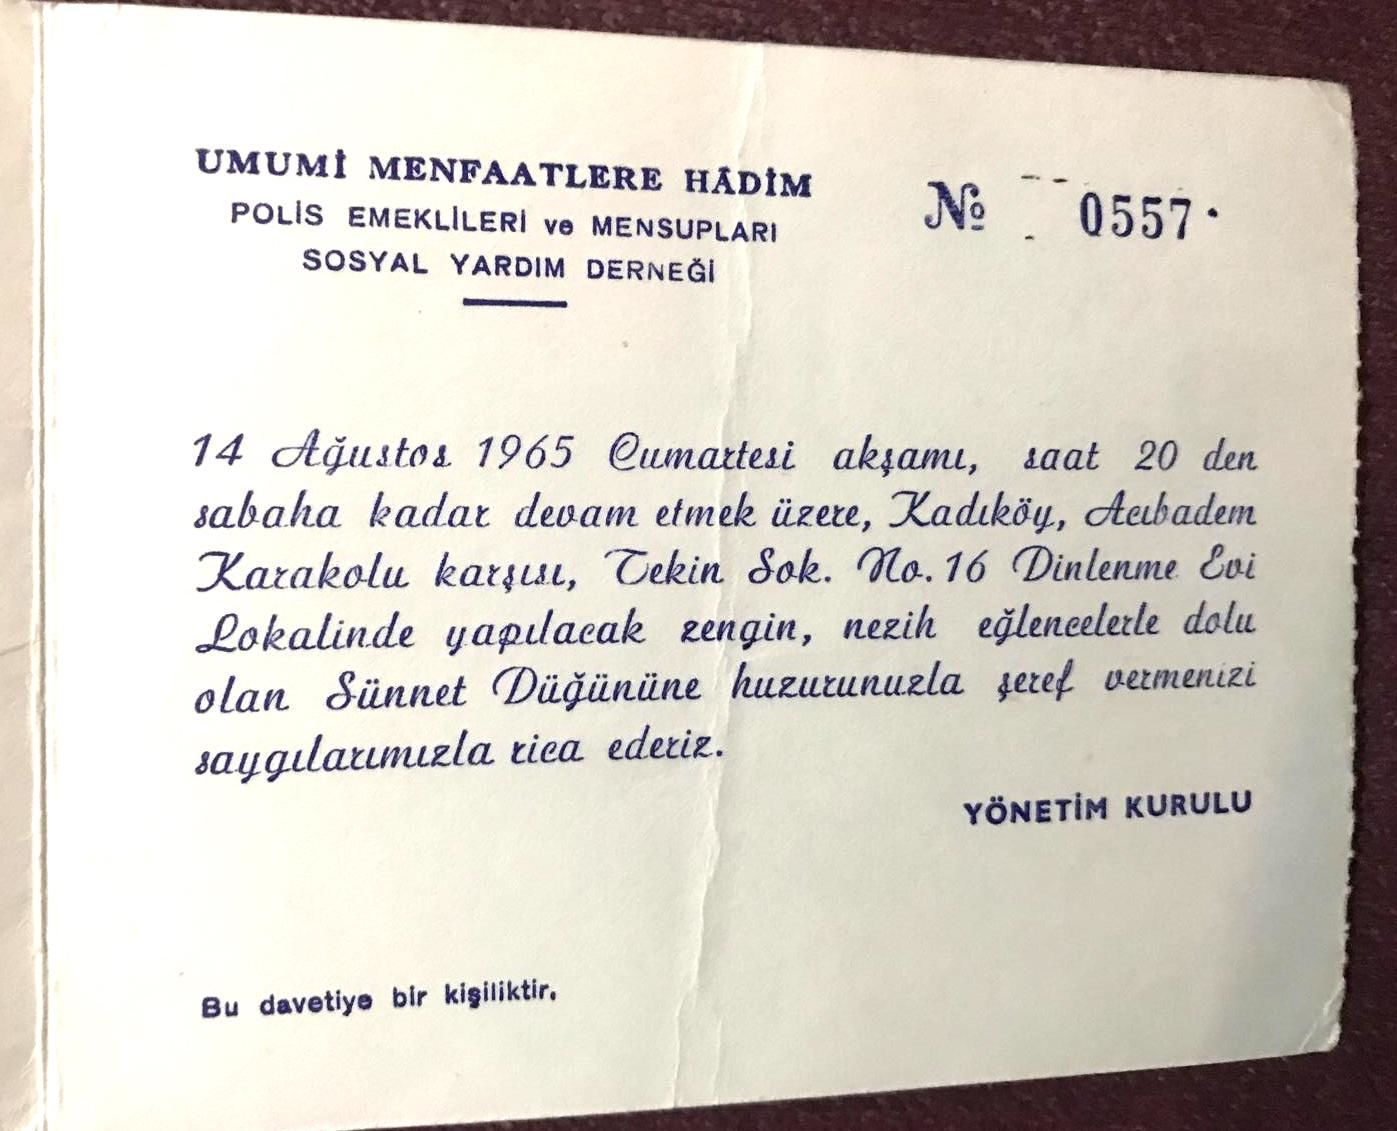 UMUMİ MENFAATLERE HÂDİM
POLİS EMEKLİLERİ ve MENSUPLARI
SOSYAL YARDIM DERNEĞİ
№ 0557
14 Ağustos 1965 Cumartesi akşamı, saat 20 den
sabaha kadar devam etmek üzere, Kadıköy, Acıbadem
Karakolu karşısı, Tekin Sok. No. 16 Dinlenme Evi
Lokalinde yapılacak zengin, nezih eğlencelerle dolu
olan Sünnet Düğününe huzurunuzla şeref vermenizi
saygılarımızla rica ederiz.
YÖNETİM KURULU
Bu davetiye bir kişiliktir.